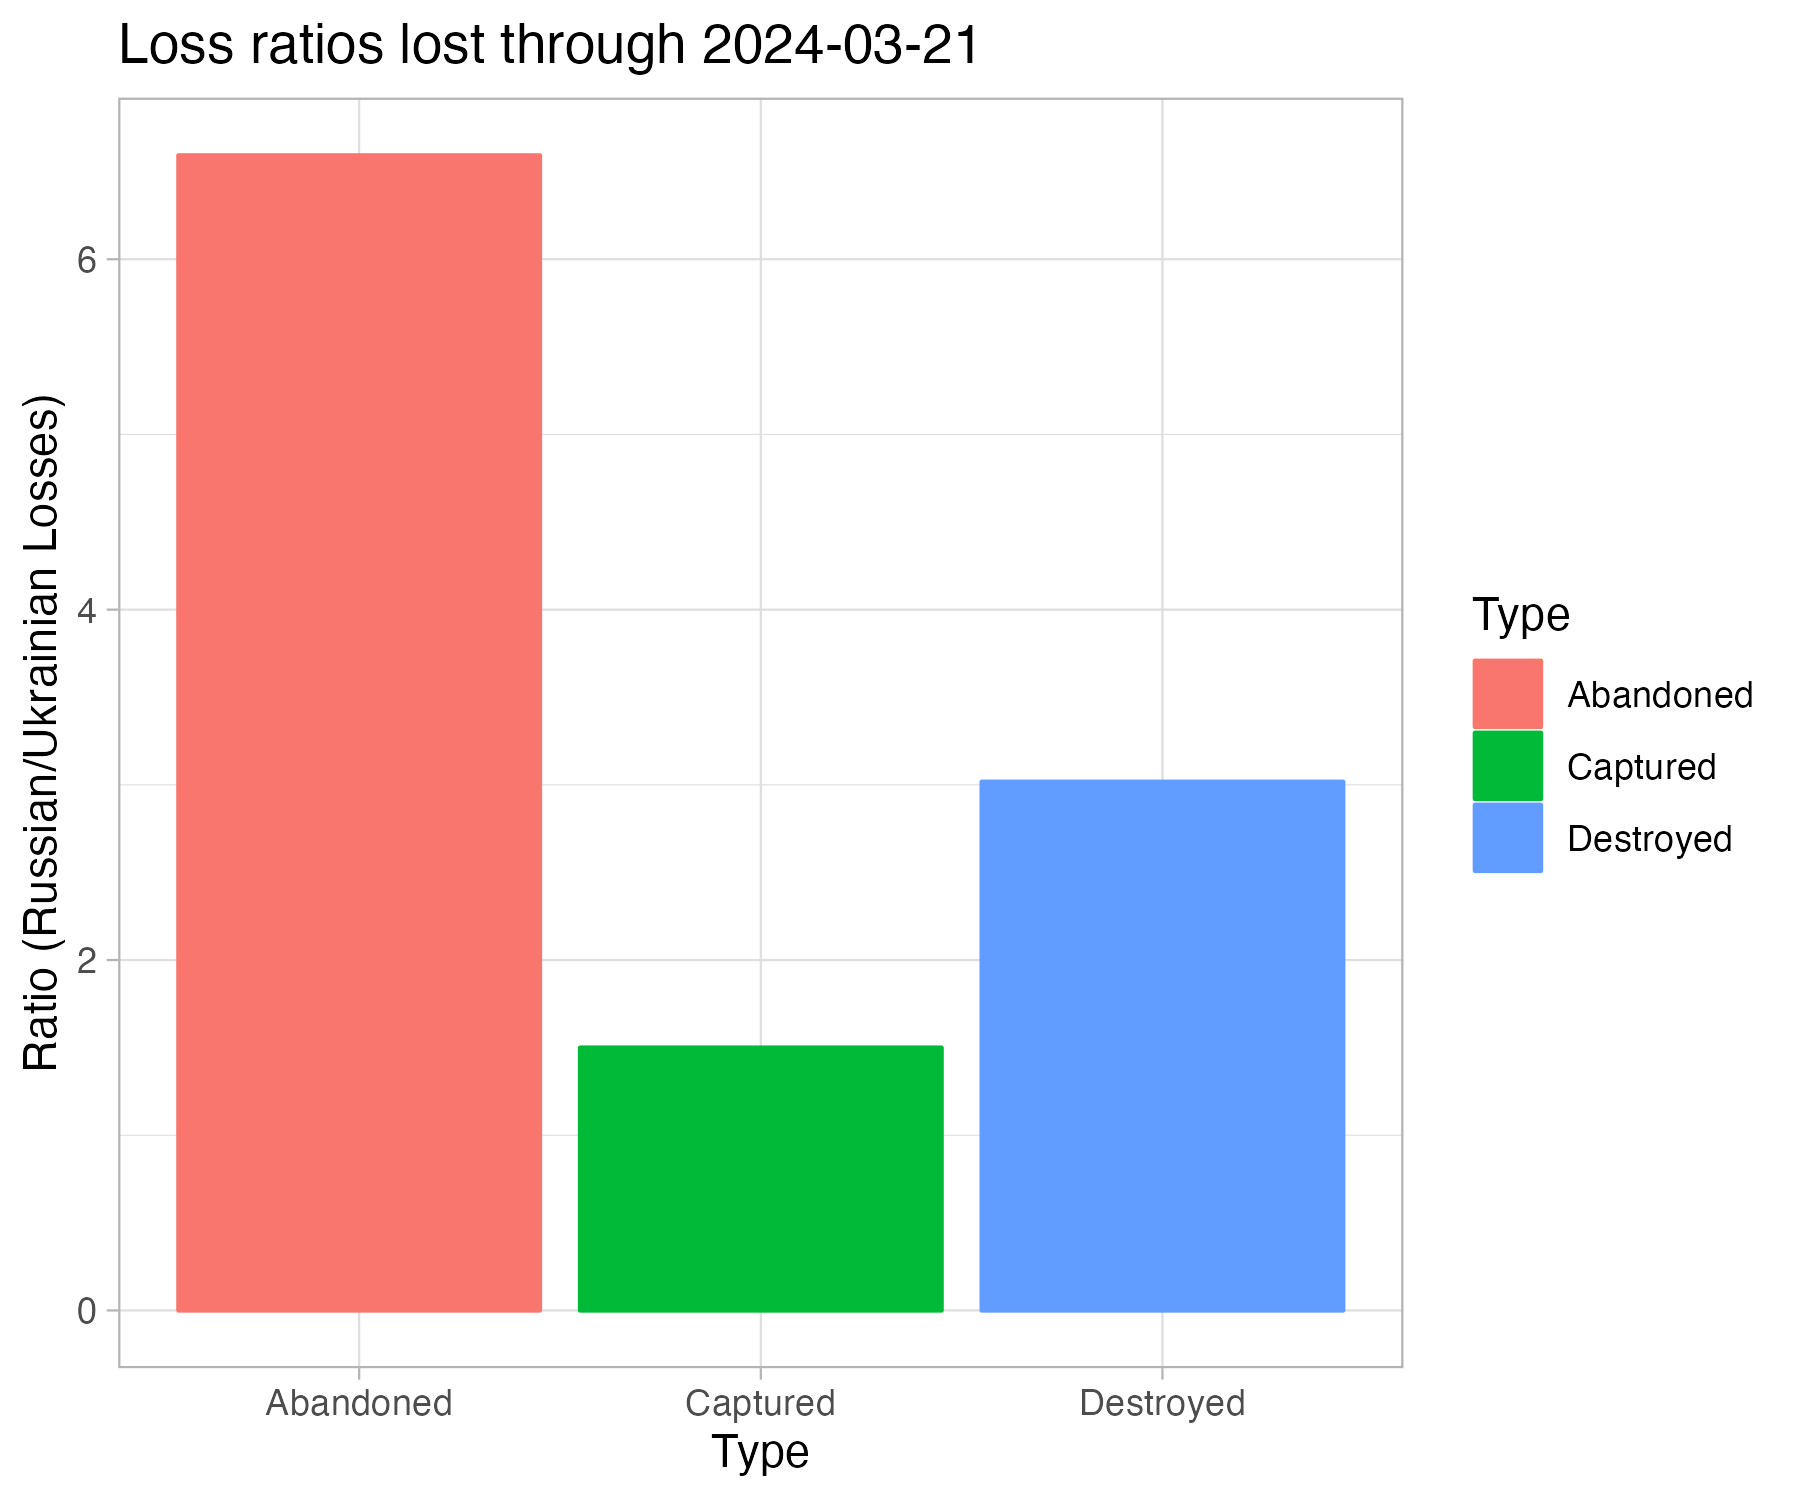 Loss ratios lost through 2024-03-21
Ratio (Russian/Ukrainian Losses)
6
4
2
0
Abandoned
Captured
Destroyed
Type
Type
Abandoned
Captured
Destroyed